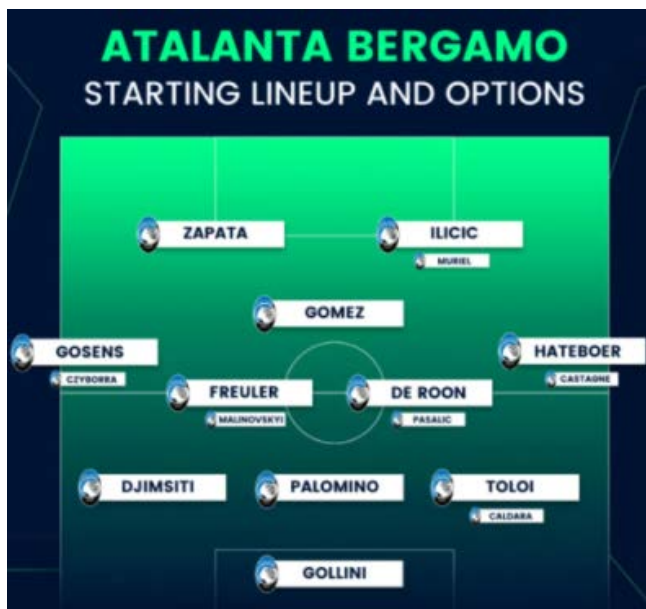 ATALANTA BERGAMO
STARTING LINEUP AND OPTIONS
ZAPATA
ILICIC
MURIEL
GOMEZ
GOSENS
HATEBOER
CZYBORRA
CASTAGNE
FREULER
DE ROON
MALINOVSKYI
PASALIC
DJIMSITI
PALOMINO
TOLOI
CALDARA
GOLLINI